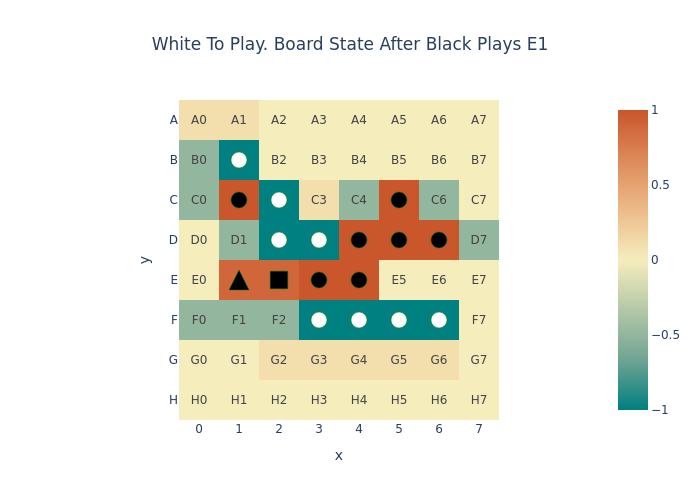 White To Play. Board State After Black Plays E1
A A0 A1 A2 A3 A4 A5 A6 A7
B B0 B2 B3 B4 B5 B6 B7
C C0 C3 C4 C6 C7
D D0 D1 D7
E E0 E5 E6 E7
F F0 F1 F2 F7
G G0 G1 G2 G3 G4 G5 G6 G7
H H0 H1 H2 H3 H4 H5 H6 H7
0 1 2 3 4 5 6 7
x
y
1
0.5
0
−0.5
−1